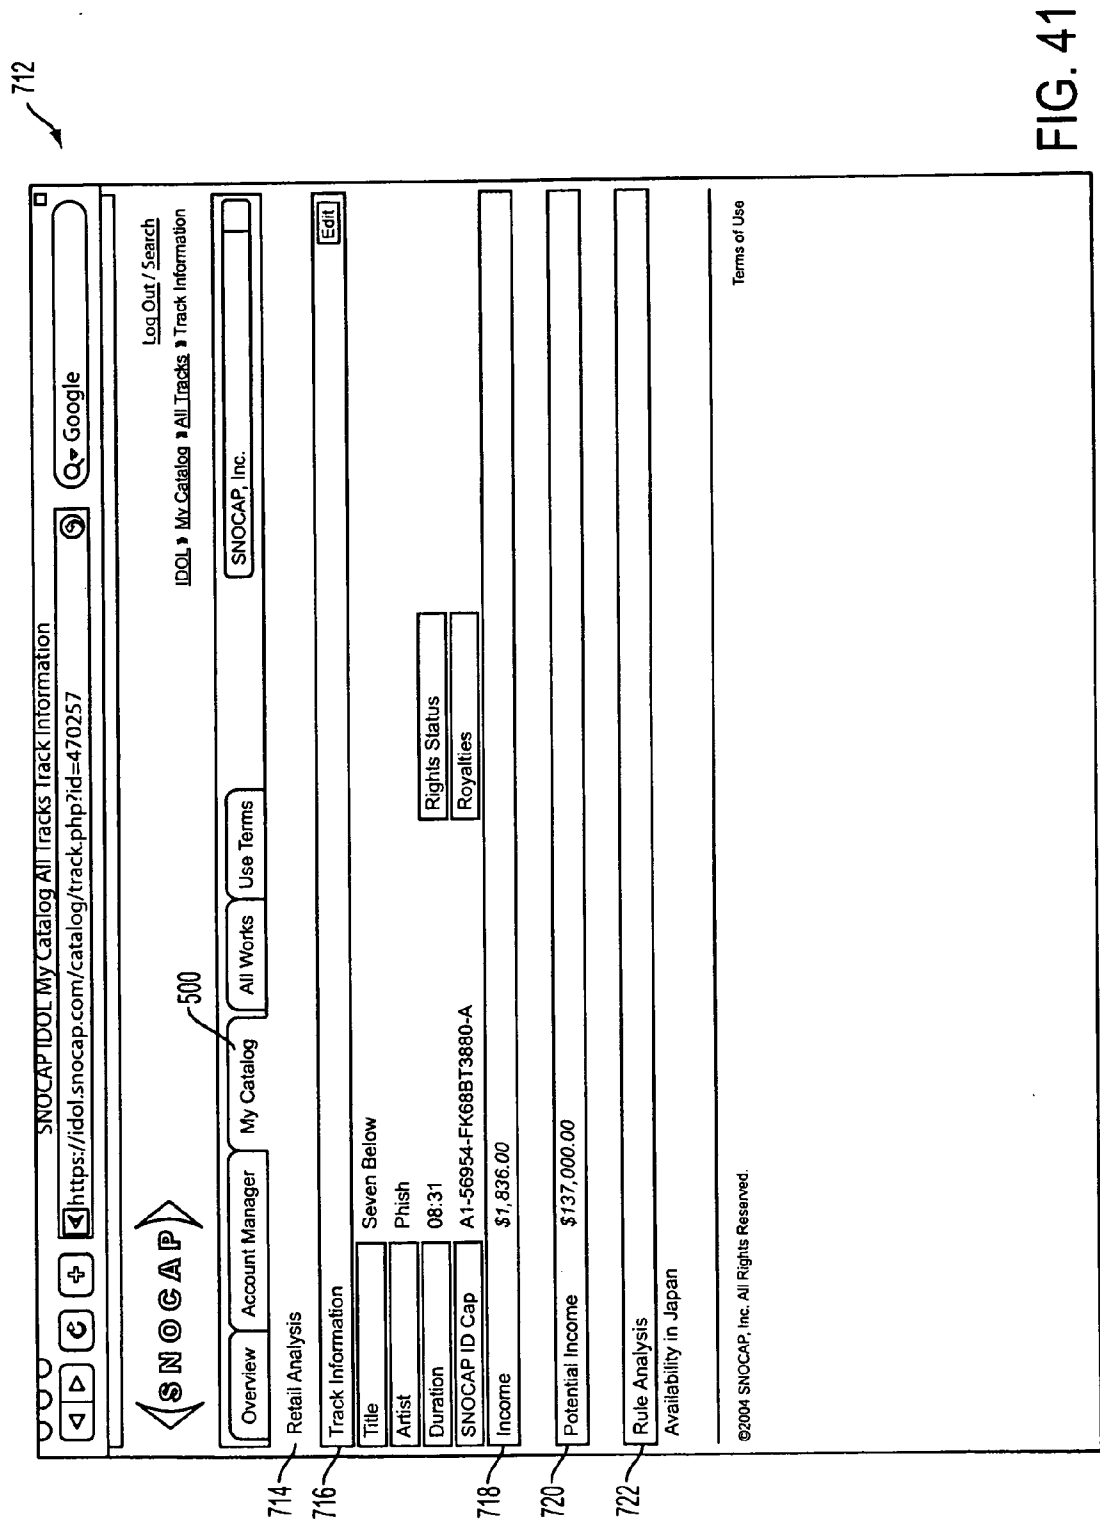 712
SNOCAP IDOL My Catalog All Tracks Track Information
https://idol.snocap.com/catalog/track.php?id=470257
Google
SNOCAP
Log Out / Search
IDOL » My Catalog » All Tracks » Track Information
500
Overview Account Manager My Catalog All Works Use Terms SNOCAP, Inc.
714 Retail Analysis
716 Track Information Edit
Title Seven Below
Artist Phish
Duration 08:31 Rights Status
SNOCAP ID Cap A1-56954-FK68BT3880-A Royalties
718 Income $1,836.00
720 Potential Income $137,000.00
722 Rule Analysis
Availability in Japan
©2004 SNOCAP, Inc. All Rights Reserved. Terms of Use
FIG. 41